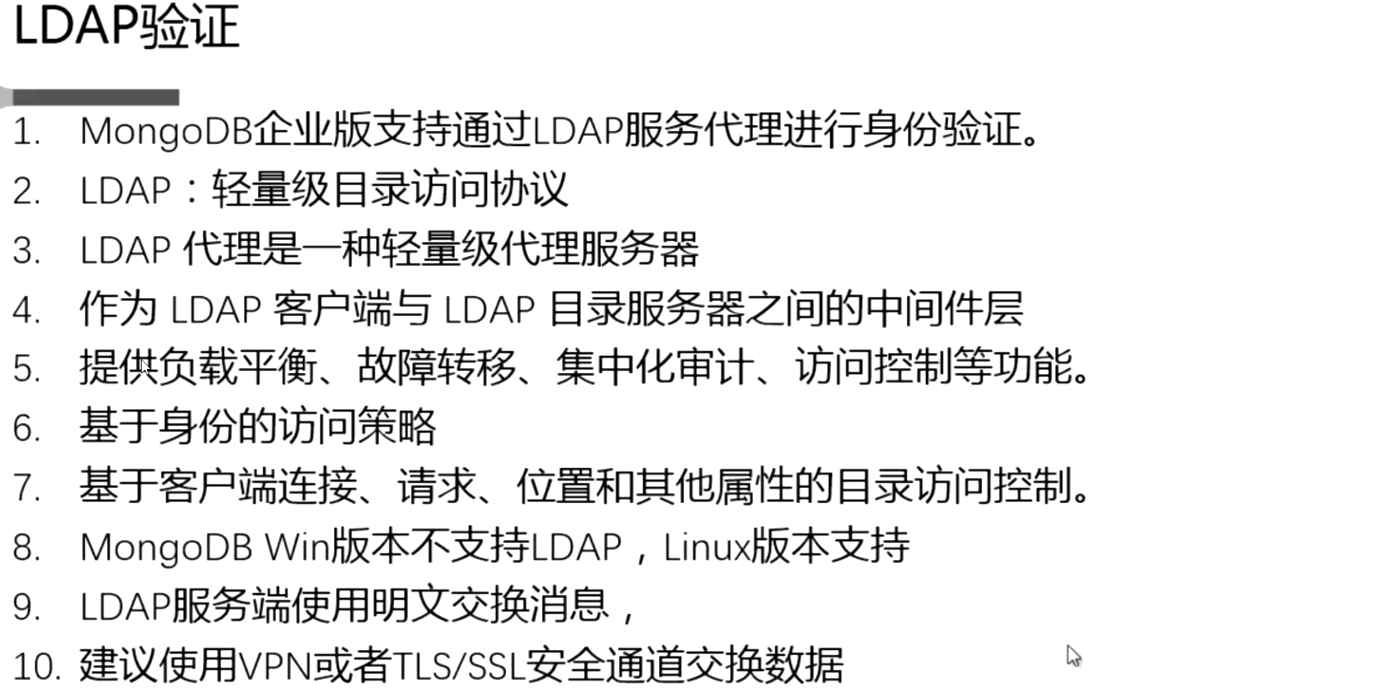 LDAP验证
1. MongoDB企业版支持通过LDAP服务代理进行身份验证。
2. LDAP：轻量级目录访问协议
3. LDAP 代理是一种轻量级代理服务器
4. 作为 LDAP 客户端与 LDAP 目录服务器之间的中间件层
5. 提供负载平衡、故障转移、集中化审计、访问控制等功能。
6. 基于身份的访问策略
7. 基于客户端连接、请求、位置和其他属性的目录访问控制。
8. MongoDB Win版本不支持LDAP，Linux版本支持
9. LDAP服务端使用明文交换消息，
10. 建议使用VPN或者TLS/SSL安全通道交换数据